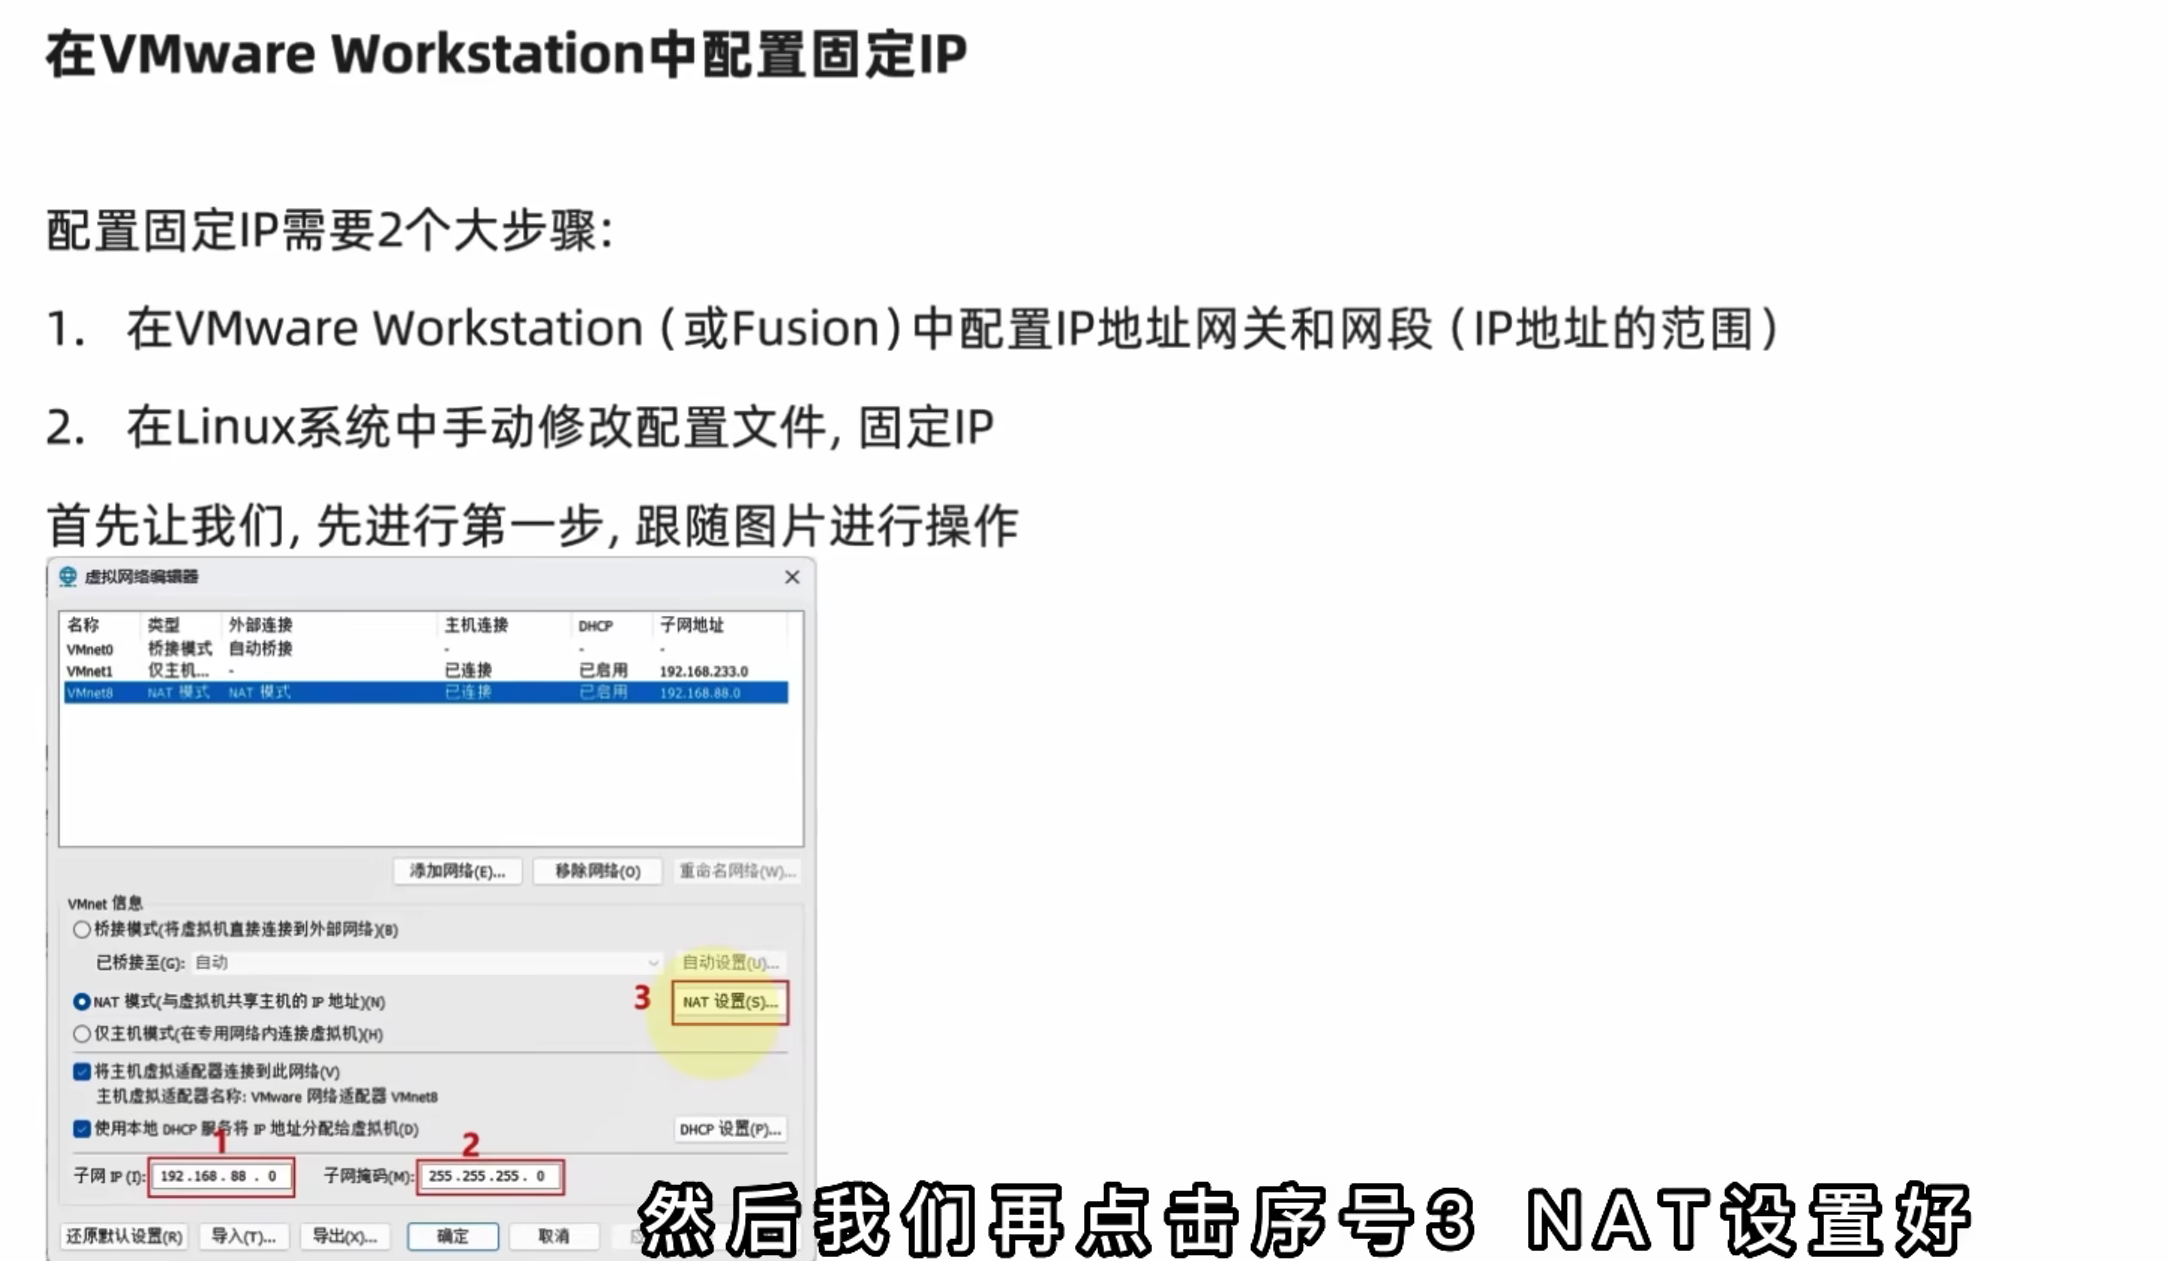 在VMware Workstation中配置固定IP
配置固定IP需要2个大步骤:
1. 在VMware Workstation（或Fusion）中配置IP地址网关和网段（IP地址的范围）
2. 在Linux系统中手动修改配置文件, 固定IP
首先让我们, 先进行第一步, 跟随图片进行操作
虚拟网络编辑器
名称 类型 外部连接 主机连接 DHCP 子网地址
VMnet0 桥接模式 自动桥接 - - -
VMnet1 仅主机... - 已连接 已启用 192.168.233.0
VMnet8 NAT 模式 NAT 模式 已连接 已启用 192.168.88.0
添加网络(E)... 移除网络(O) 重命名网络(W)...
VMnet 信息
桥接模式(将虚拟机直接连接到外部网络)(B)
已桥接至(G): 自动 自动设置(U)...
NAT 模式(与虚拟机共享主机的 IP 地址)(N) 3 NAT 设置(S)...
仅主机模式(在专用网络内连接虚拟机)(H)
将主机虚拟适配器连接到此网络(V)
主机虚拟适配器名称: VMware 网络适配器 VMnet8
使用本地 DHCP 服务将 IP 地址分配给虚拟机(D) DHCP 设置(P)...
1 2
子网 IP (I): 192.168.88.0 子网掩码(M): 255.255.255.0
还原默认设置(R) 导入(T)... 导出(X)... 确定 取消
然后我们再点击序号3 NAT设置好